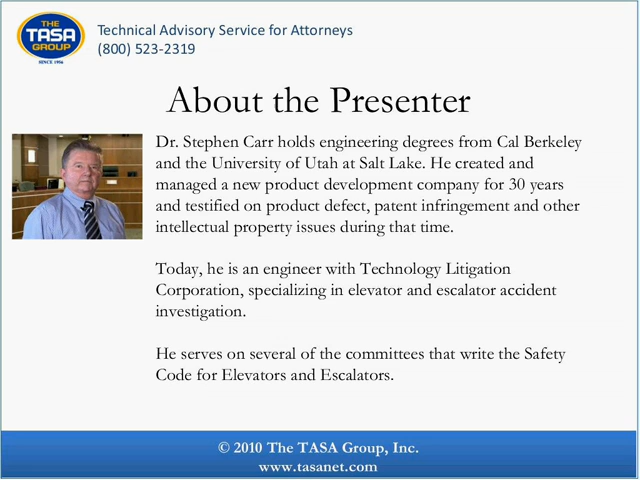 THE
TASA
GROUP
SINCE 1956
Technical Advisory Service for Attorneys
(800) 523-2319
About the Presenter
Dr. Stephen Carr holds engineering degrees from Cal Berkeley
and the University of Utah at Salt Lake. He created and
managed a new product development company for 30 years
and testified on product defect, patent infringement and other
intellectual property issues during that time.
Today, he is an engineer with Technology Litigation
Corporation, specializing in elevator and escalator accident
investigation.
He serves on several of the committees that write the Safety
Code for Elevators and Escalators.
© 2010 The TASA Group, Inc.
www.tasanet.com